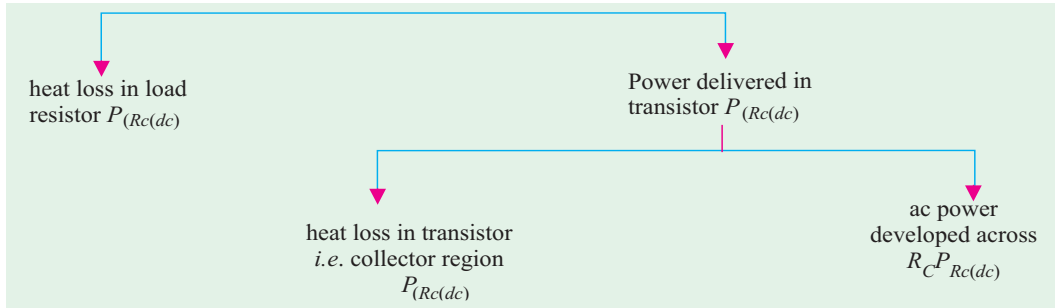 heat loss in load
resistor P(Rc(dc)
Power delivered in
transistor P(Rc(dc)
heat loss in transistor
i.e. collector region
P(Rc(dc)
ac power
developed across
RCPRc(dc)